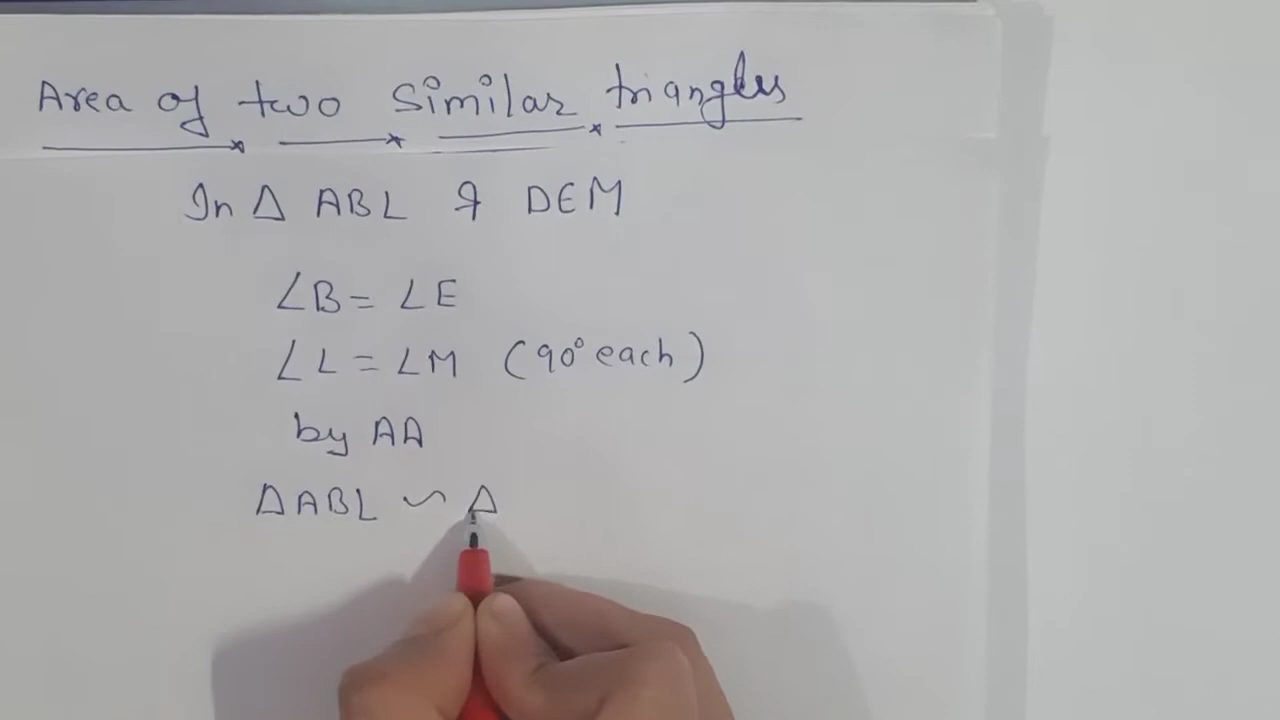 Area of two Similar triangles
In Δ ABL & DEM
∠B = ∠E
∠L = ∠M (90° each)
by AA
ΔABL ∽ Δ